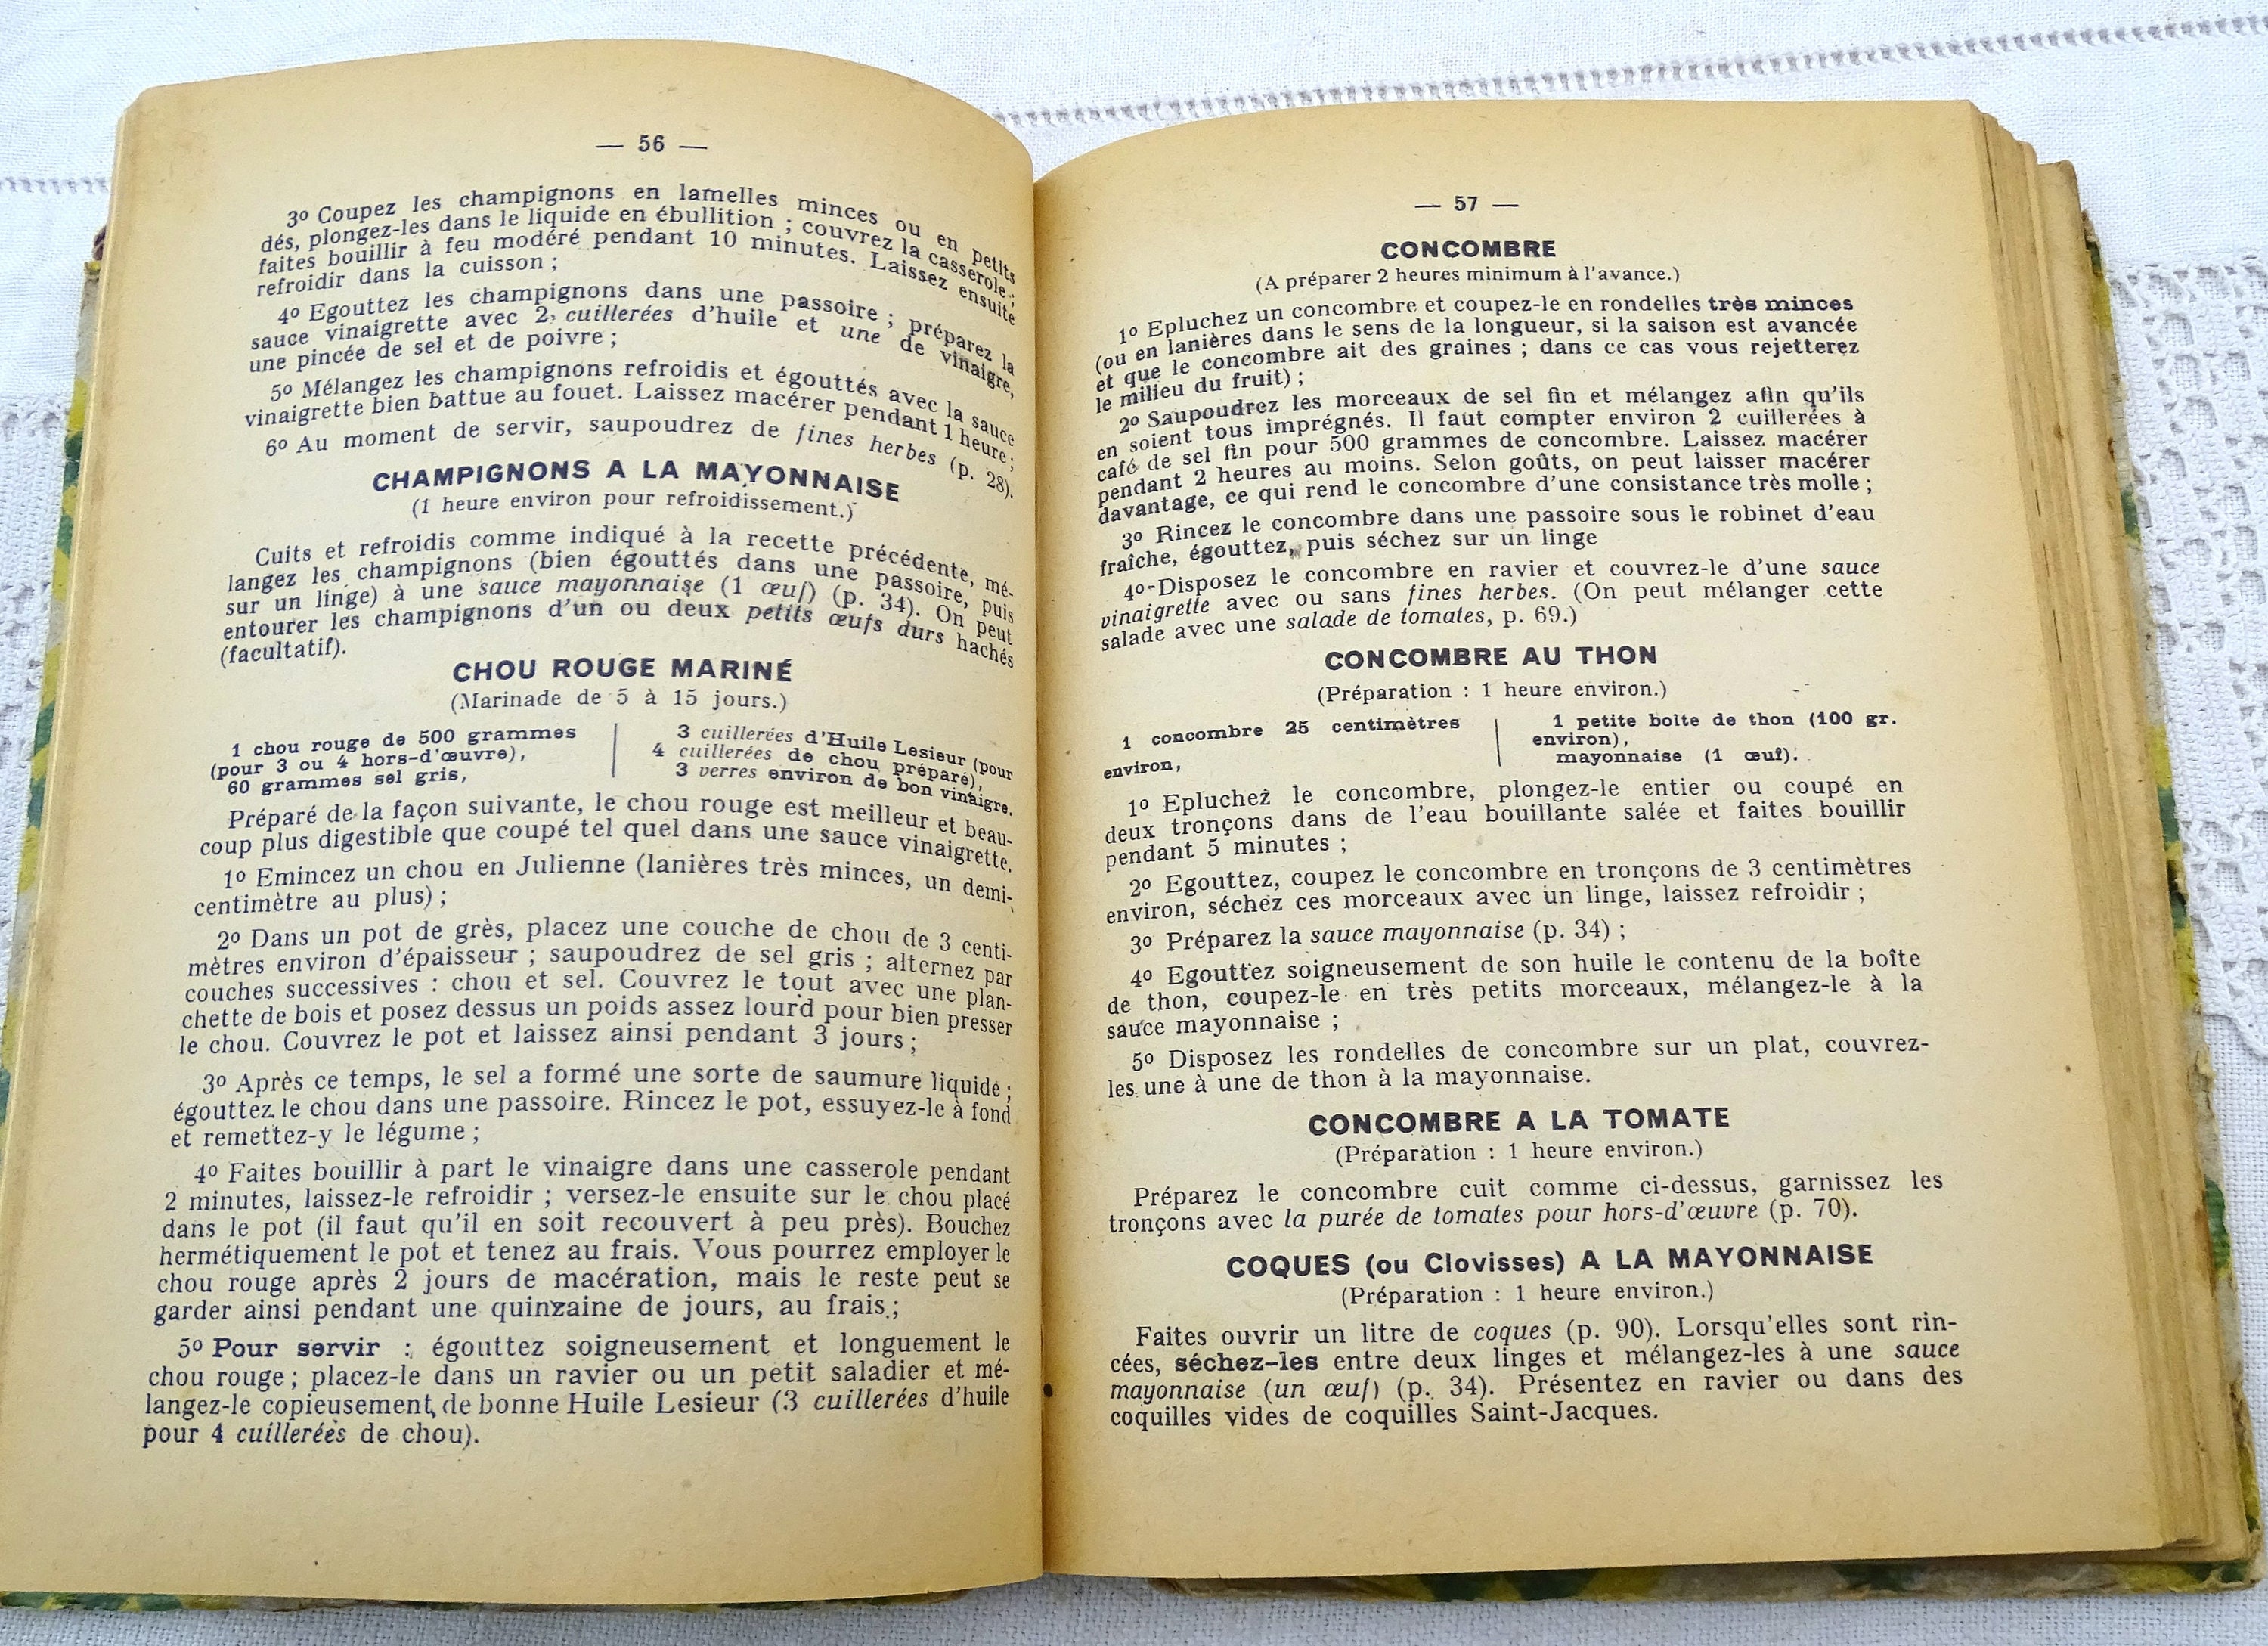 — 56 —
3º Coupez les champignons en lamelles minces ou en petits
dés, plongez-les dans le liquide en ébullition ; couvrez la casserole ;
faites bouillir à feu modéré pendant 10 minutes. Laissez ensuite
refroidir dans la cuisson ;
4º Egouttez les champignons dans une passoire ; préparez la
sauce vinaigrette avec 2 cuillerées d'huile et une de vinaigre,
une pincée de sel et de poivre ;
5º Mélangez les champignons refroidis et égouttés avec la sauce
vinaigrette bien battue au fouet. Laissez macérer pendant 1 heure ;
6º Au moment de servir, saupoudrez de fines herbes (p. 28).
CHAMPIGNONS A LA MAYONNAISE
(1 heure environ pour refroidissement.)
Cuits et refroidis comme indiqué à la recette précédente, mé-
langez les champignons (bien égouttés dans une passoire, puis
sur un linge) à une sauce mayonnaise (1 œuf) (p. 34). On peut
entourer les champignons d'un ou deux petits œufs durs hachés
(facultatif).
CHOU ROUGE MARINÉ
(Marinade de 5 à 15 jours.)
1 chou rouge de 500 grammes
(pour 3 ou 4 hors-d'œuvre),
60 grammes sel gris,
3 cuillerées d'Huile Lesieur (pour
4 cuillerées de chou préparé),
3 verres environ de bon vinaigre.
Préparé de la façon suivante, le chou rouge est meilleur et beau-
coup plus digestible que coupé tel quel dans une sauce vinaigrette.
1º Emincez un chou en Julienne (lanières très minces, un demi-
centimètre au plus) ;
2º Dans un pot de grès, placez une couche de chou de 3 centi-
mètres environ d'épaisseur ; saupoudrez de sel gris ; alternez par
couches successives : chou et sel. Couvrez le tout avec une plan-
chette de bois et posez dessus un poids assez lourd pour bien presser
le chou. Couvrez le pot et laissez ainsi pendant 3 jours ;
3º Après ce temps, le sel a formé une sorte de saumure liquide ;
égouttez le chou dans une passoire. Rincez le pot, essuyez-le à fond
et remettez-y le légume ;
4º Faites bouillir à part le vinaigre dans une casserole pendant
2 minutes, laissez-le refroidir ; versez-le ensuite sur le chou placé
dans le pot (il faut qu'il en soit recouvert à peu près). Bouchez
hermétiquement le pot et tenez au frais. Vous pourrez employer le
chou rouge après 2 jours de macération, mais le reste peut se
garder ainsi pendant une quinzaine de jours, au frais ;
5º Pour servir : égouttez soigneusement et longuement le
chou rouge ; placez-le dans un ravier ou un petit saladier et mé-
langez-le copieusement de bonne Huile Lesieur (3 cuillerées d'huile
pour 4 cuillerées de chou).
— 57 —
CONCOMBRE
(A préparer 2 heures minimum à l'avance.)
1º Epluchez un concombre et coupez-le en rondelles très minces
(ou en lanières dans le sens de la longueur, si la saison est avancée
et que le concombre ait des graines ; dans ce cas vous rejetterez
le milieu du fruit) ;
2º Saupoudrez les morceaux de sel fin et mélangez afin qu'ils
en soient tous imprégnés. Il faut compter environ 2 cuillerées à
café de sel fin pour 500 grammes de concombre. Laissez macérer
pendant 2 heures au moins. Selon goûts, on peut laisser macérer
davantage, ce qui rend le concombre d'une consistance très molle ;
3º Rincez le concombre dans une passoire sous le robinet d'eau
fraîche, égouttez, puis séchez sur un linge
4º-Disposez le concombre en ravier et couvrez-le d'une sauce
vinaigrette avec ou sans fines herbes. (On peut mélanger cette
salade avec une salade de tomates, p. 69.)
CONCOMBRE AU THON
(Préparation : 1 heure environ.)
1 concombre 25 centimètres
environ,
1 petite boîte de thon (100 gr.
environ),
mayonnaise (1 œuf).
1º Epluchez le concombre, plongez-le entier ou coupé en
deux tronçons dans de l'eau bouillante salée et faites bouillir
pendant 5 minutes ;
2º Egouttez, coupez le concombre en tronçons de 3 centimètres
environ, séchez ces morceaux avec un linge, laissez refroidir ;
3º Préparez la sauce mayonnaise (p. 34) ;
4º Egouttez soigneusement de son huile le contenu de la boîte
de thon, coupez-le en très petits morceaux, mélangez-le à la
sauce mayonnaise ;
5º Disposez les rondelles de concombre sur un plat, couvrez-
les une à une de thon à la mayonnaise.
CONCOMBRE A LA TOMATE
(Préparation : 1 heure environ.)
Préparez le concombre cuit comme ci-dessus, garnissez les
tronçons avec la purée de tomates pour hors-d'œuvre (p. 70).
COQUES (ou Clovisses) A LA MAYONNAISE
(Préparation : 1 heure environ.)
Faites ouvrir un litre de coques (p. 90). Lorsqu'elles sont rin-
cées, séchez-les entre deux linges et mélangez-les à une sauce
mayonnaise (un œuf) (p. 34). Présentez en ravier ou dans des
coquilles vides de coquilles Saint-Jacques.